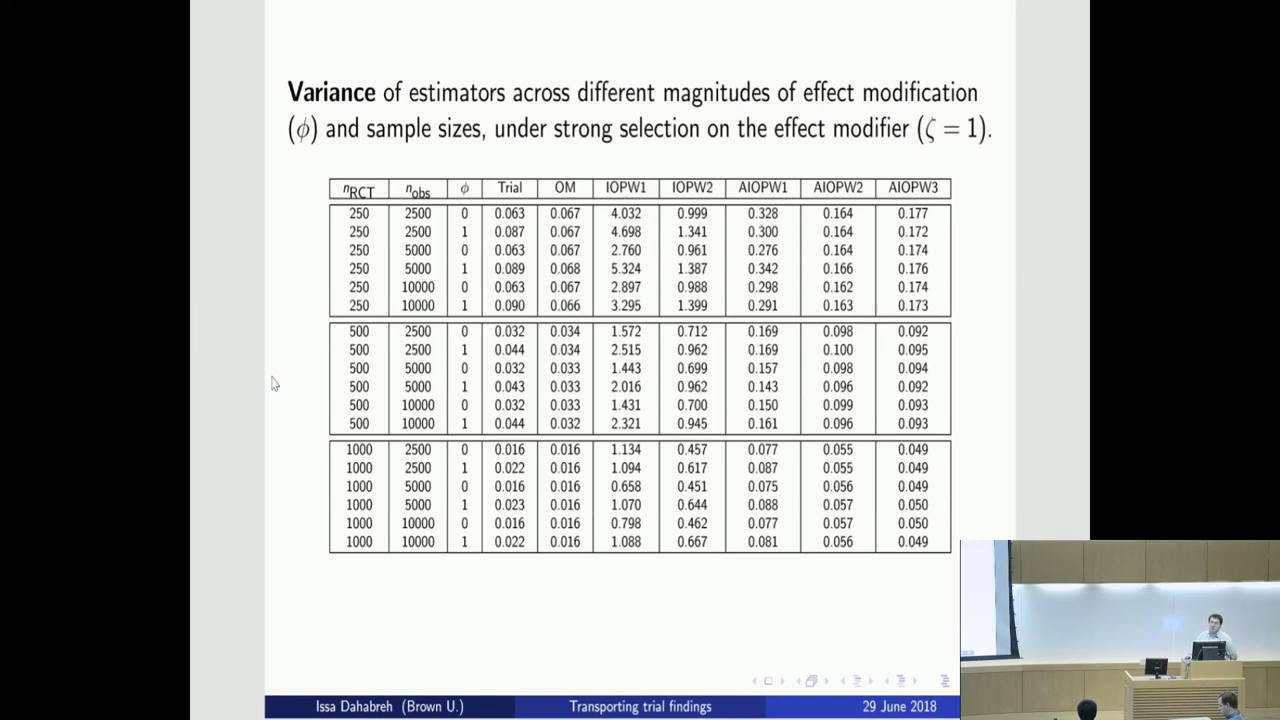 Variance of estimators across different magnitudes of effect modification
(ϕ) and sample sizes, under strong selection on the effect modifier (ζ = 1).
nRCT nobs ϕ Trial OM IOPW1 IOPW2 AIOPW1 AIOPW2 AIOPW3
250 2500 0 0.063 0.067 4.032 0.999 0.328 0.164 0.177
250 2500 1 0.087 0.067 4.698 1.341 0.300 0.164 0.172
250 5000 0 0.063 0.067 2.760 0.961 0.276 0.164 0.174
250 5000 1 0.089 0.068 5.324 1.387 0.342 0.166 0.176
250 10000 0 0.063 0.067 2.897 0.988 0.298 0.162 0.174
250 10000 1 0.090 0.066 3.295 1.399 0.291 0.163 0.173
500 2500 0 0.032 0.034 1.572 0.712 0.169 0.098 0.092
500 2500 1 0.044 0.034 2.515 0.962 0.169 0.100 0.095
500 5000 0 0.032 0.033 1.443 0.699 0.157 0.098 0.094
500 5000 1 0.043 0.033 2.016 0.962 0.143 0.096 0.092
500 10000 0 0.032 0.033 1.431 0.700 0.150 0.099 0.093
500 10000 1 0.044 0.032 2.321 0.945 0.161 0.096 0.093
1000 2500 0 0.016 0.016 1.134 0.457 0.077 0.055 0.049
1000 2500 1 0.022 0.016 1.094 0.617 0.087 0.055 0.049
1000 5000 0 0.016 0.016 0.658 0.451 0.075 0.056 0.049
1000 5000 1 0.023 0.016 1.070 0.644 0.088 0.057 0.050
1000 10000 0 0.016 0.016 0.798 0.462 0.077 0.057 0.050
1000 10000 1 0.022 0.016 1.088 0.667 0.081 0.056 0.049
Issa Dahabreh (Brown U.) Transporting trial findings 29 June 2018